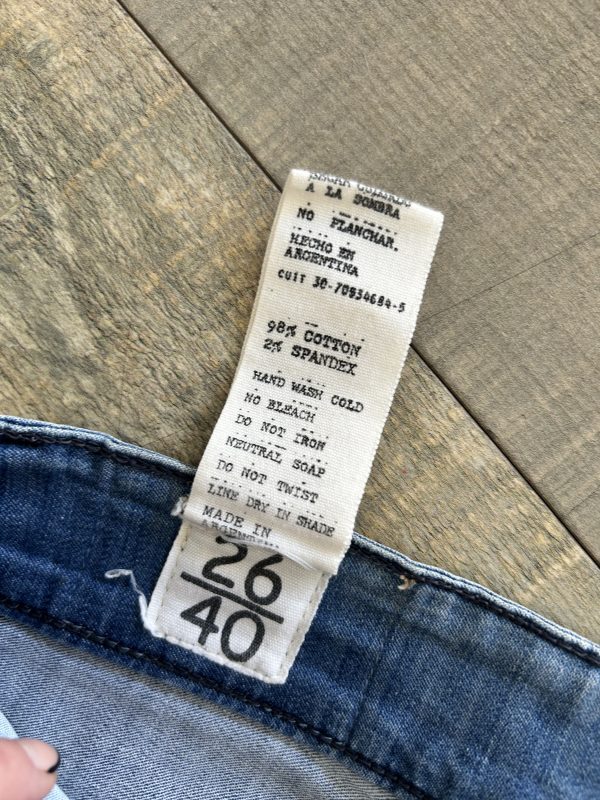 A LA SOMBRA
NO PLANCHAR.
HECHO EN
ARGENTINA
CUIT 30-70934684-5
98% COTTON
2% SPANDEX
HAND WASH COLD
NO BLEACH
DO NOT IRON
NEUTRAL SOAP
DO NOT TWIST
LINE DRY IN SHADE
MADE IN
26
40